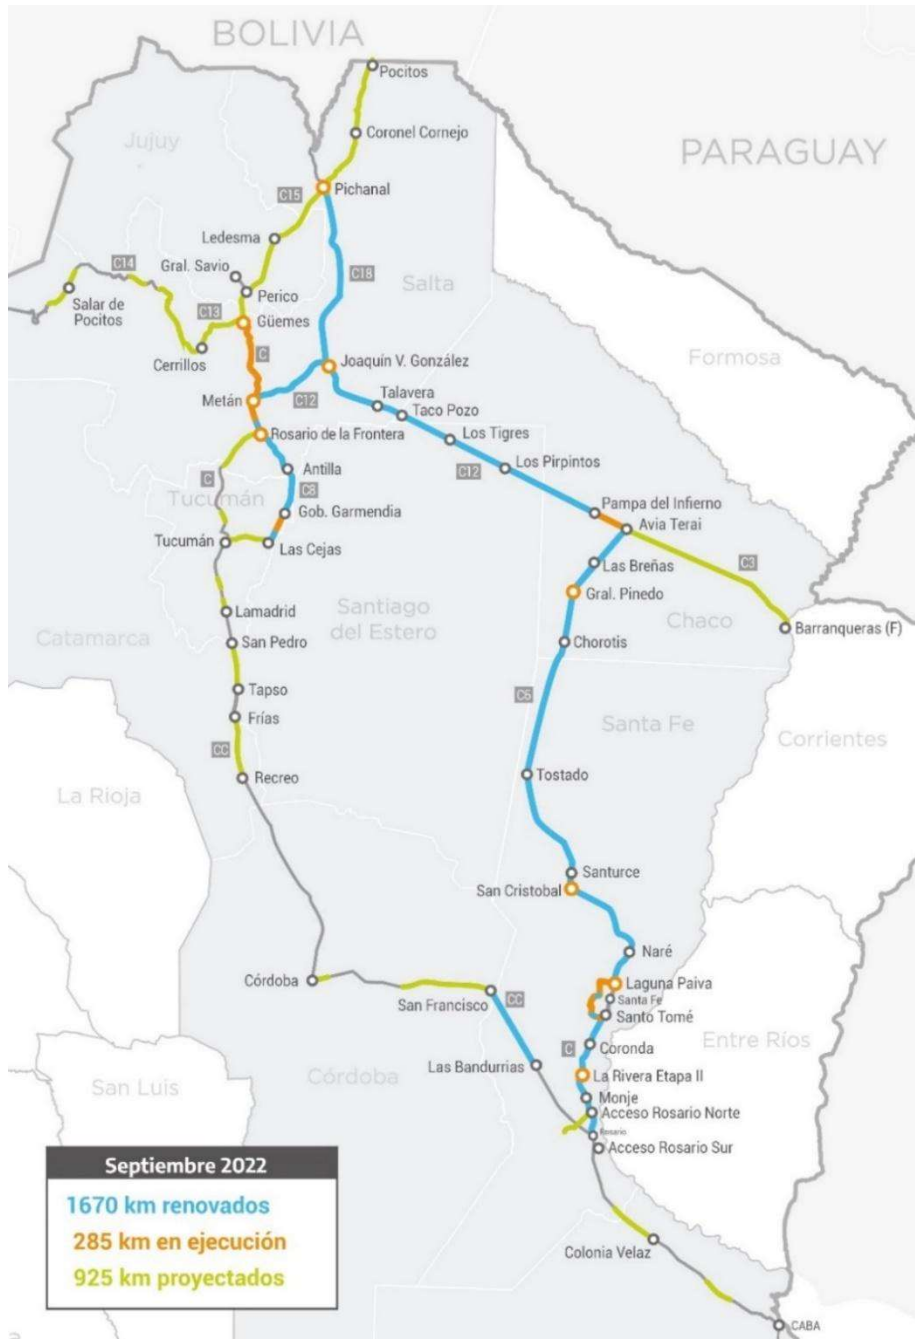 BOLIVIA
Pocitos
Jujuy
Coronel Cornejo
PARAGUAY
C15
Pichanal
Ledesma
C14
Gral. Savio
C18
Salta
Salar de
Pocitos
Perico
C13
Güemes
Cerrillos
C
Joaquín V. González
Formosa
Metán
C12
Talavera
Taco Pozo
Rosario de la Frontera
Los Tigres
C
Antilla
C12
Los Pirpintos
Tucumán
C8
Gob. Garmendia
Pampa del Infierno
Avia Terai
Tucumán
Las Cejas
Las Breñas
C3
Gral. Pinedo
Lamadrid
Santiago
del Estero
Chaco
Barranqueras (F)
Catamarca
San Pedro
Chorotis
Tapso
C6
Frías
Santa Fe
Corrientes
CC
Recreo
Tostado
La Rioja
Santurce
San Cristobal
Naré
Córdoba
Laguna Paiva
San Francisco
CC
Santa Fe
Santo Tomé
Entre Ríos
C
Coronda
Las Bandurrias
La Rivera Etapa II
San Luis
Córdoba
Monje
Acceso Rosario Norte
Rosario
Acceso Rosario Sur
Septiembre 2022
1670 km renovados
285 km en ejecución
925 km proyectados
Colonia Velaz
CABA